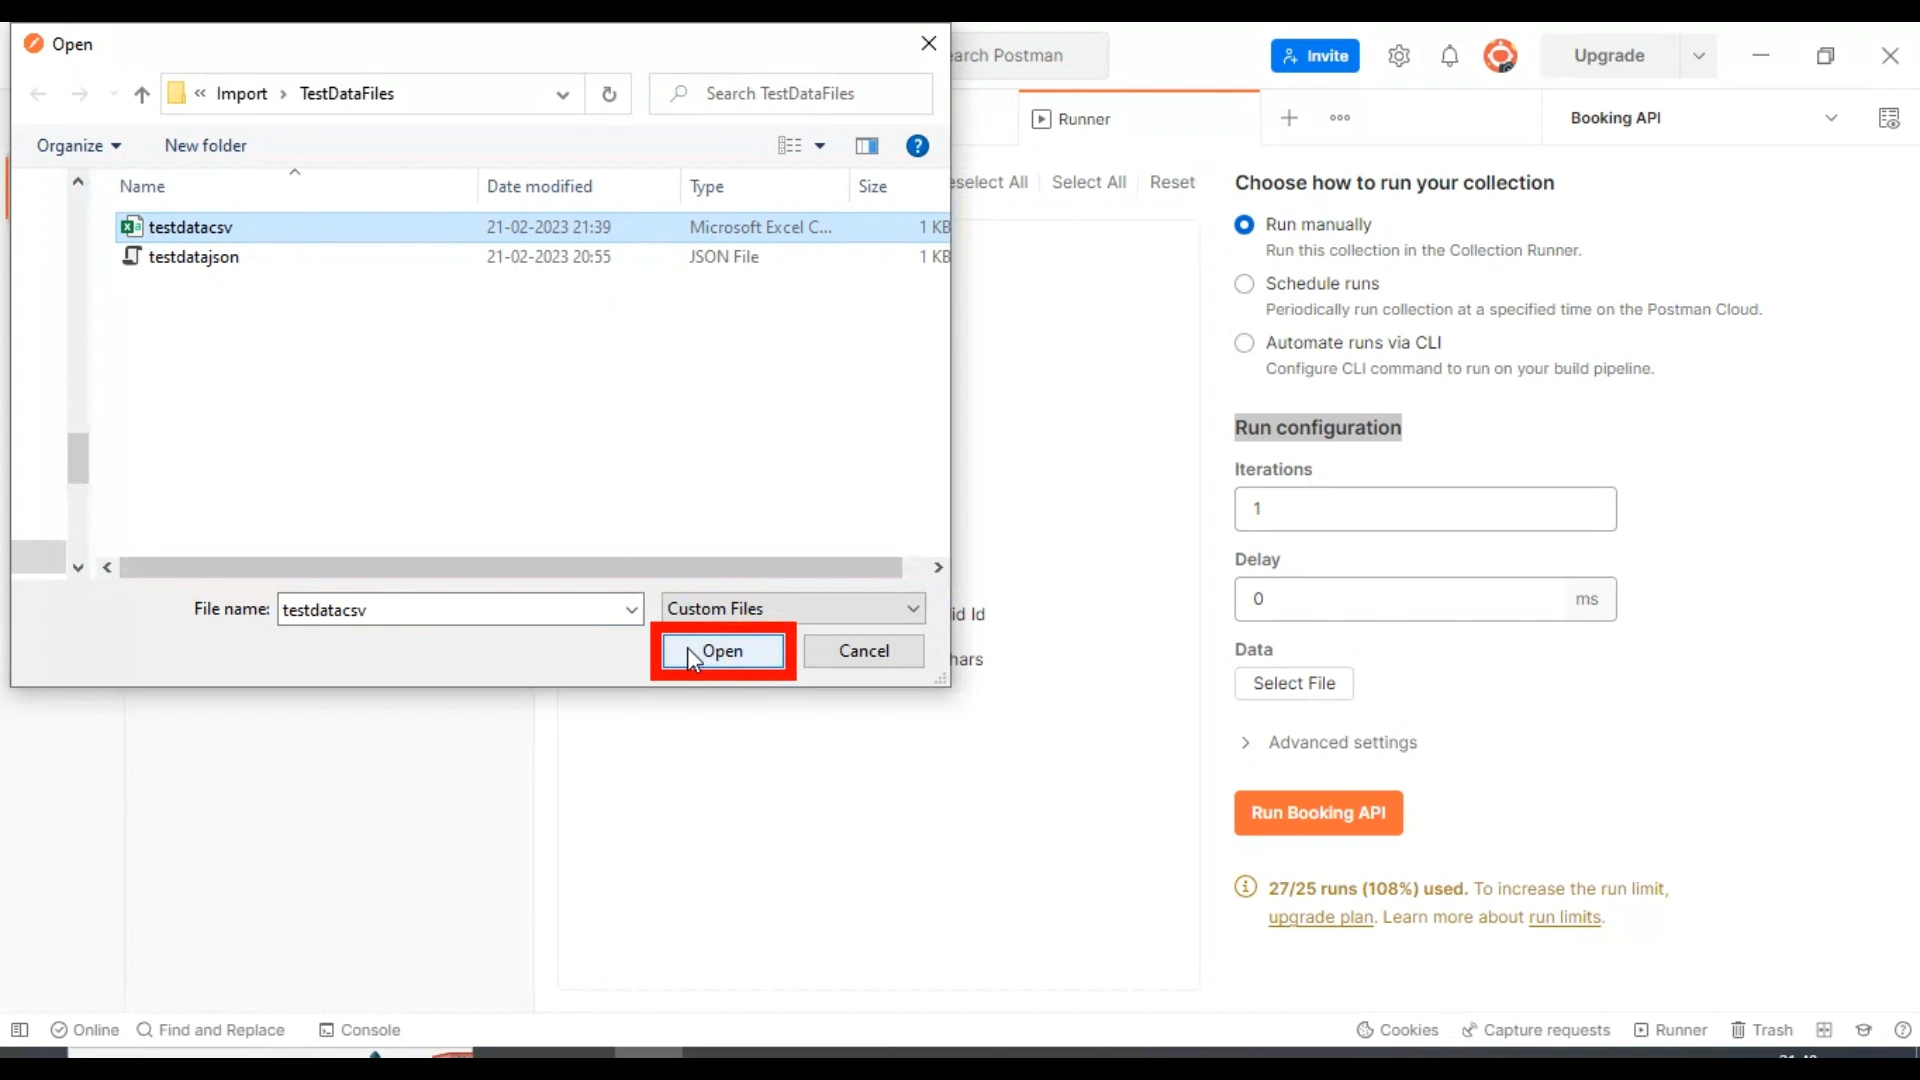 Open
Import > TestDataFiles
Search TestDataFiles
Organize
New folder
Name
Date modified
Type
Size
testdatacsv
21-02-2023 21:39
Microsoft Excel C...
1 KB
testdatajson
21-02-2023 20:55
JSON File
1 KB
File name:
testdatacsv
Custom Files
Open
Cancel
earch Postman
Invite
Upgrade
Runner
Booking API
eselect All
Select All
Reset
id Id
hars
Choose how to run your collection
Run manually
Run this collection in the Collection Runner.
Schedule runs
Periodically run collection at a specified time on the Postman Cloud.
Automate runs via CLI
Configure CLI command to run on your build pipeline.
Run configuration
Iterations
1
Delay
0
ms
Data
Select File
Advanced settings
Run Booking API
27/25 runs (108%) used. To increase the run limit,
upgrade plan. Learn more about run limits.
Online
Find and Replace
Console
Cookies
Capture requests
Runner
Trash